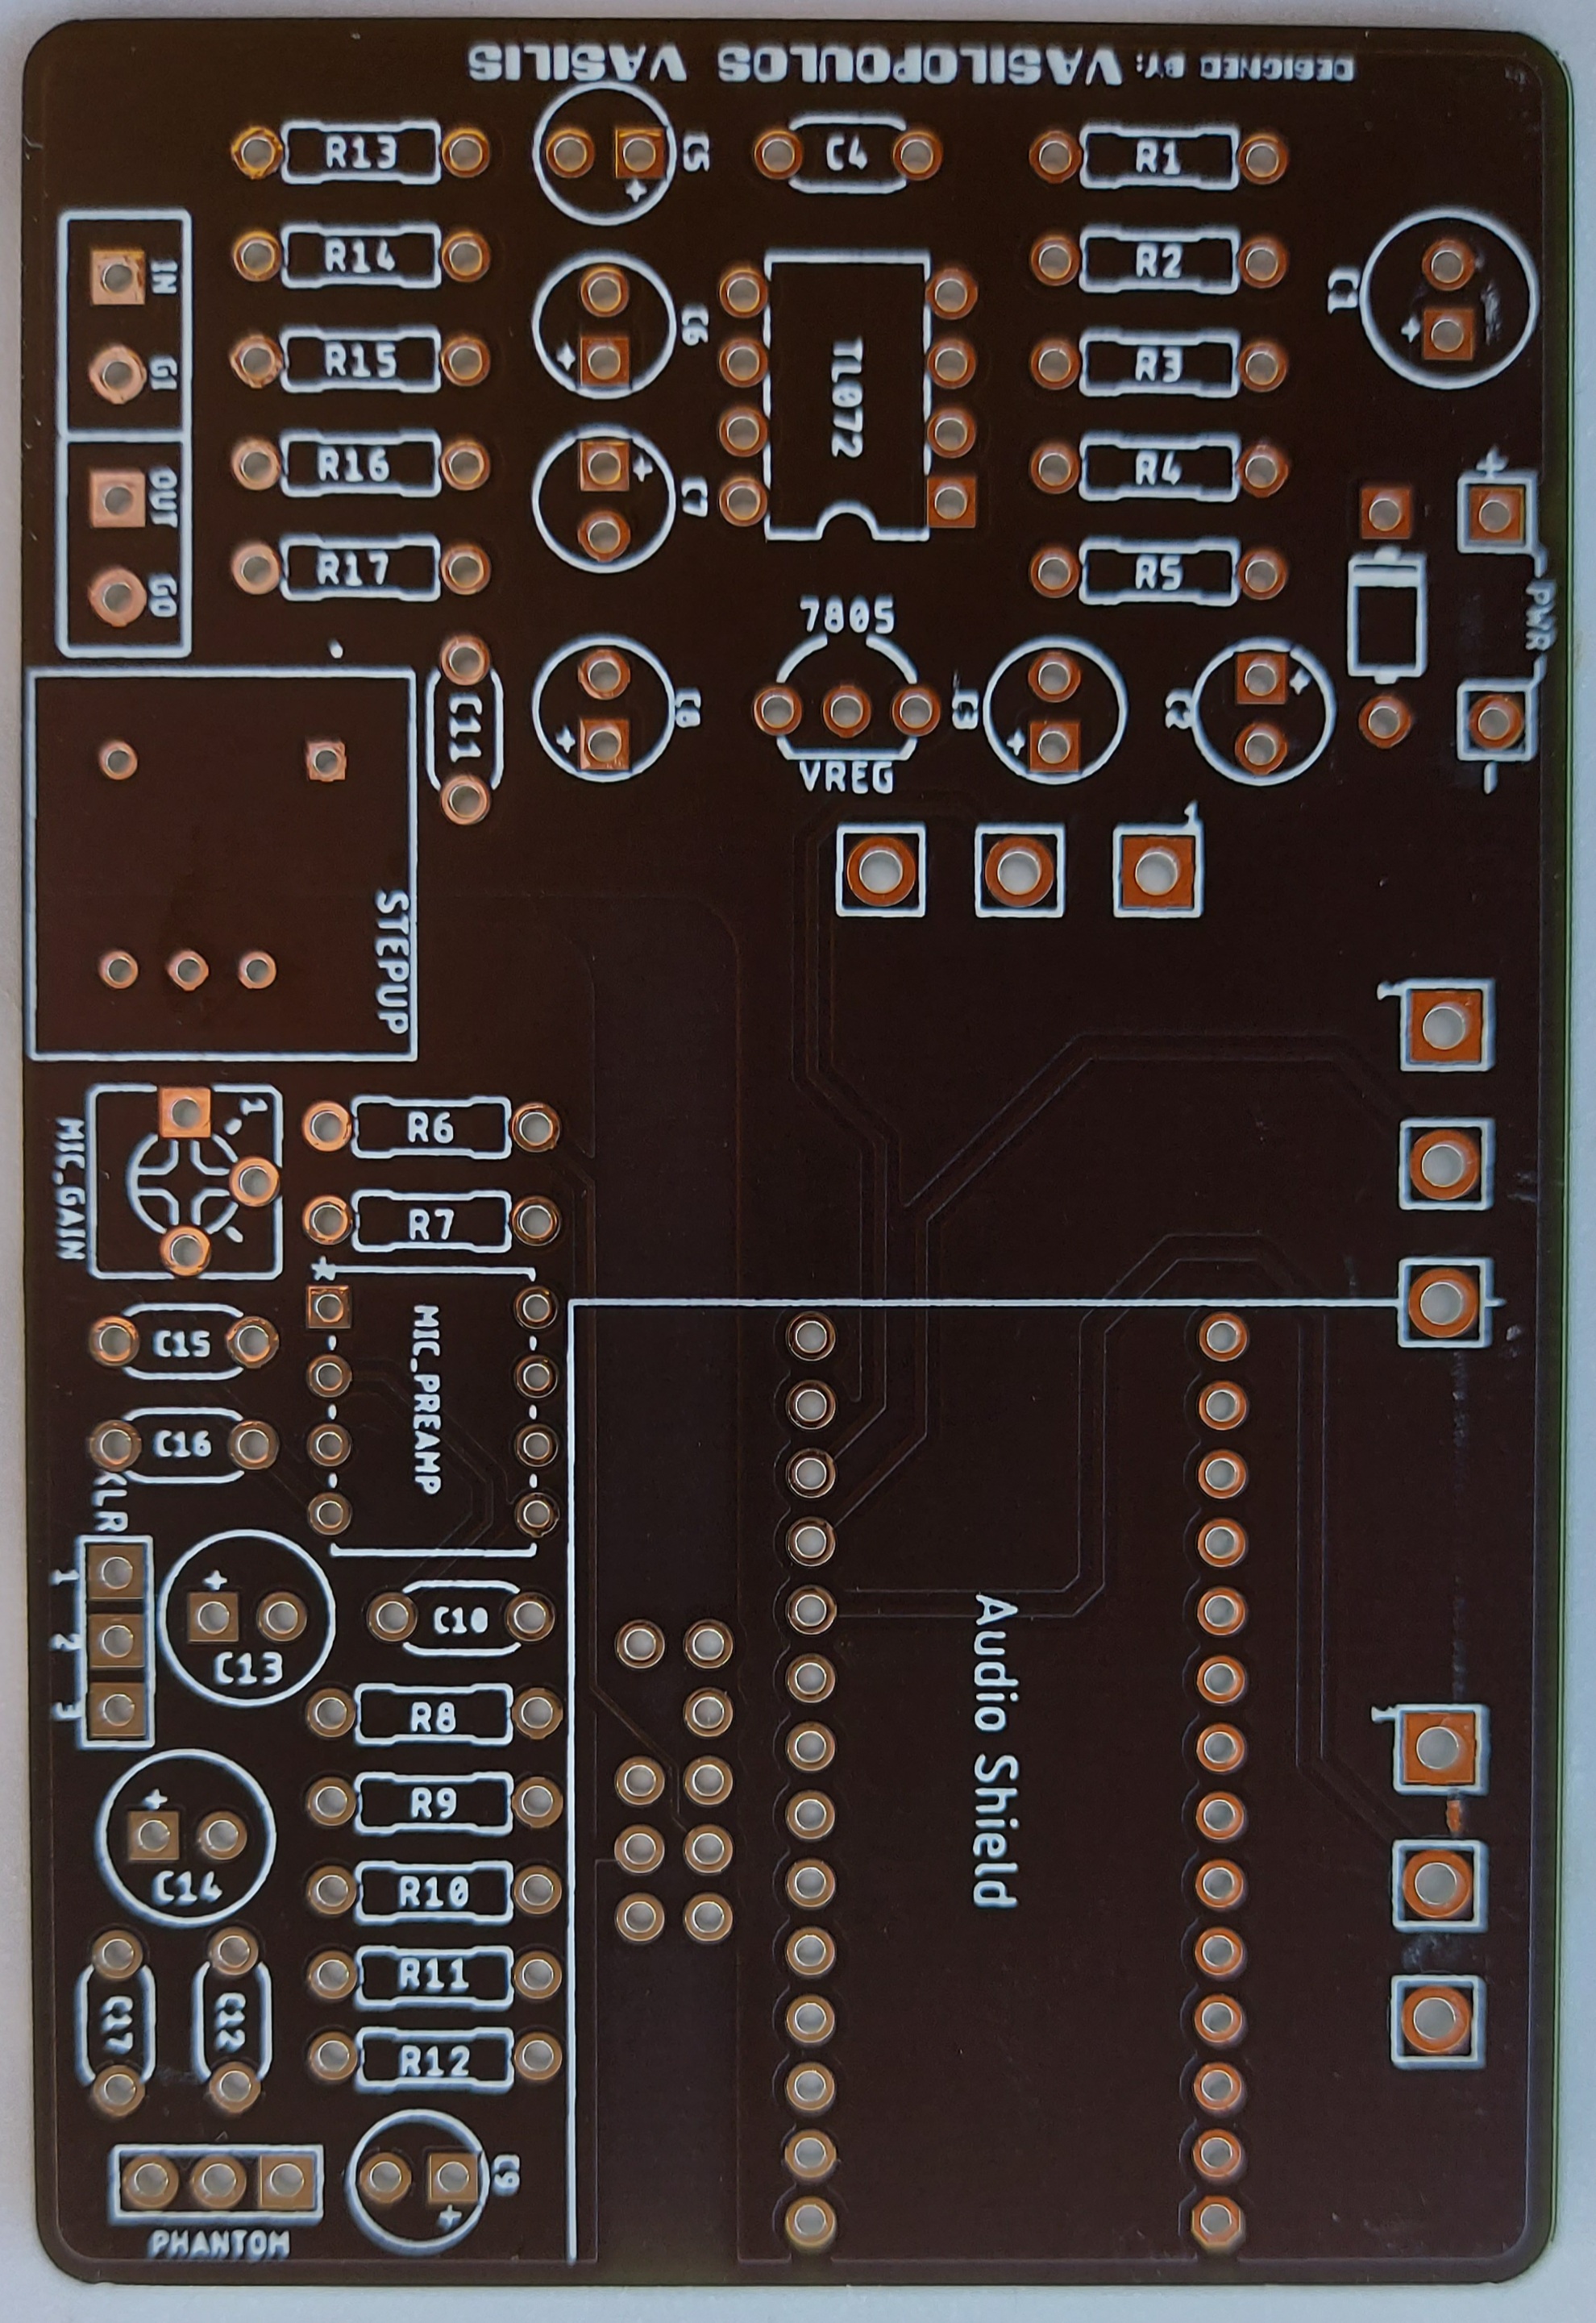 PWR
+ -
+
C1
1
1
+
C2
R1
R2
R3
R4
R5
1
+
C3
DESIGNED BY: VASILOPOULOS VASILIS
Audio Shield
C4
TL072
7805
VREG
C5
C6
C7
C8
+
+
+
+
C11
R6
R7
MIC_PREAMP
C10
R8
R9
R10
R11
R12
C9
+
R13
R14
R15
R16
R17
STEPUP
*
1
C15
C16
C13
+
C14
+
C12
C17
PHANTOM
IN GI OUT GO
MIC_GAIN
XLR
1 2 3